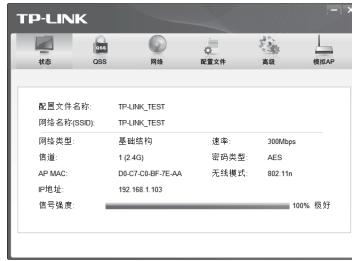 TP-LINK
状态 QSS 网络 配置文件 高级 模拟AP
配置文件名称: TP-LINK_TEST
网络名称(SSID): TP-LINK_TEST
网络类型: 基础结构 速率: 300Mbps
信道: 1 (2.4G) 密码类型: AES
AP MAC: D0-C7-C0-BF-7E-AA 无线模式: 802.11n
IP地址: 192.168.1.103
信号强度: 100% 极好